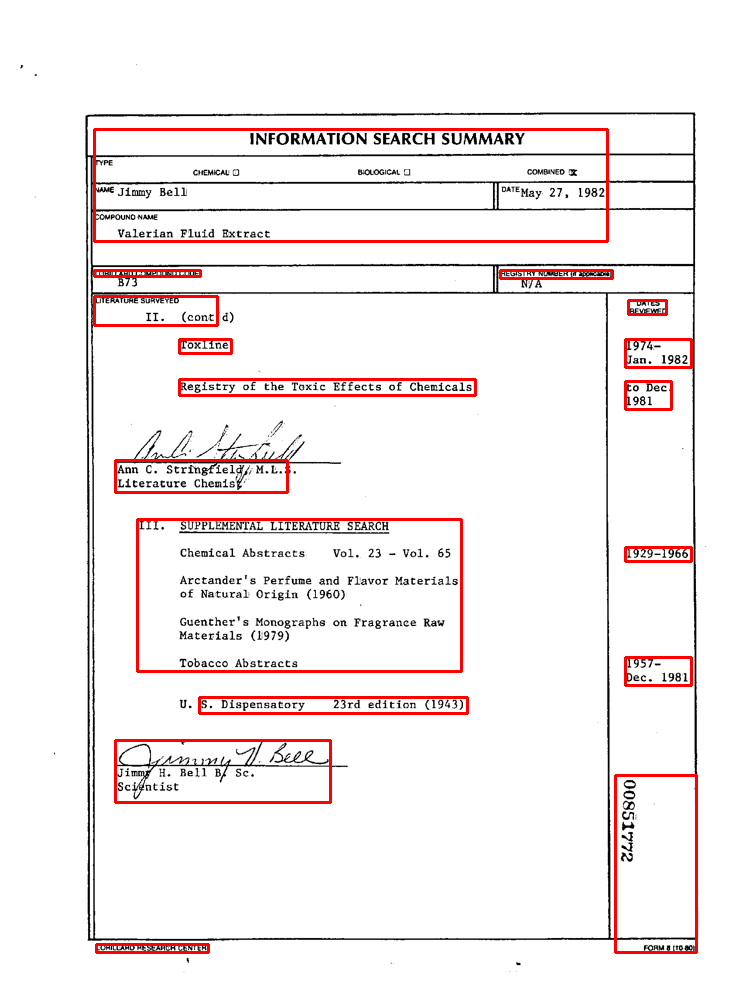 INFORMATION SEARCH SUMMARY
TYPE
CHEMICAL ☐ BIOLOGICAL ☐ COMBINED ☒
NAME Jimmy Bell DATE May 27, 1982
COMPOUND NAME
Valerian Fluid Extract
LORILLARD COMPOUND CODE REGISTRY NUMBER (if applicable)
B73 N/A
LITERATURE SURVEYED DATES REVIEWED
II. (cont'd)
Toxline 1974-
Jan. 1982
Registry of the Toxic Effects of Chemicals to Dec.
1981
Ann C. Stringfield, M.L.S.
Literature Chemist
III. SUPPLEMENTAL LITERATURE SEARCH
Chemical Abstracts Vol. 23 - Vol. 65 1929-1966
Arctander's Perfume and Flavor Materials
of Natural Origin (1960)
Guenther's Monographs on Fragrance Raw
Materials (1979)
Tobacco Abstracts 1957-
Dec. 1981
U. S. Dispensatory 23rd edition (1943)
Jimmy H. Bell
Jimmy H. Bell B. Sc.
Scientist
00851772
LORILLARD RESEARCH CENTER FORM 8 (10-80)